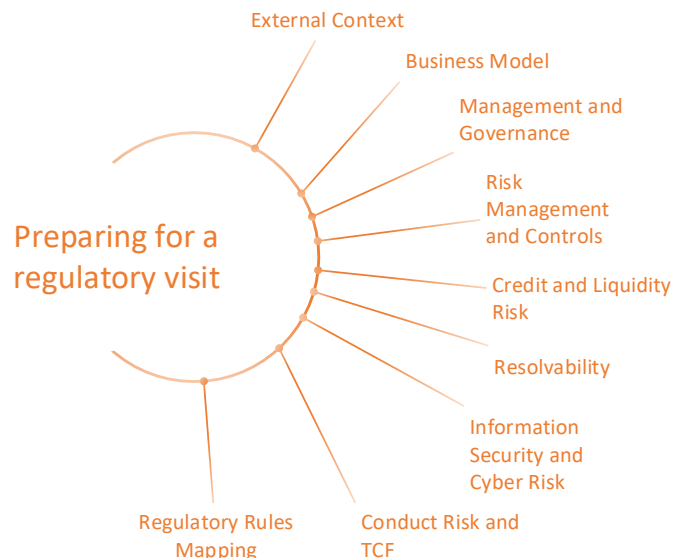 External Context
Business Model
Management and
Governance
Risk
Management
and Controls
Preparing for a
regulatory visit
Credit and Liquidity
Risk
Resolvability
Information
Security and
Cyber Risk
Regulatory Rules
Mapping
Conduct Risk and
TCF